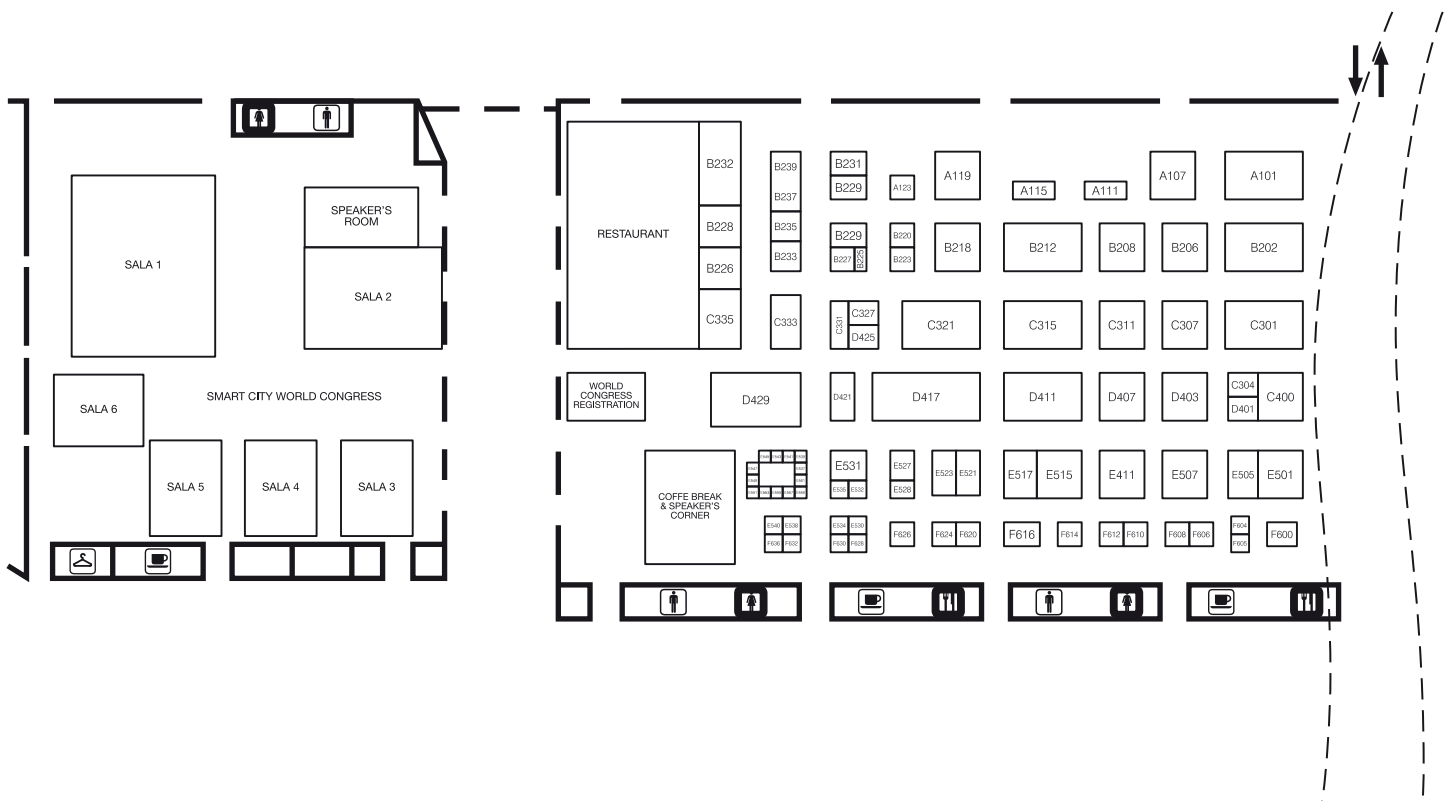 SPEAKER'S
ROOM
SALA 1
SALA 2
SALA 6
SMART CITY WORLD CONGRESS
SALA 5
SALA 4
SALA 3
RESTAURANT
B232
B228
B226
C335
B239
B237
B235
B233
C333
B231
B229
A123
A119
A115
A111
A107
A101
B229
B227
B225
B220
B223
B218
B212
B208
B206
B202
C331
C327
D425
C321
C315
C311
C307
C301
WORLD
CONGRESS
REGISTRATION
D429
D421
D417
D411
D407
D403
C304
D401
C400
COFFE BREAK
& SPEAKER'S
CORNER
E531
E535
E532
E527
E528
E523
E521
E517
E515
E411
E507
E505
E501
E540
E538
F636
F632
E534
E530
F630
F628
F626
F624
F620
F616
F614
F612
F610
F608
F606
F604
F605
F600